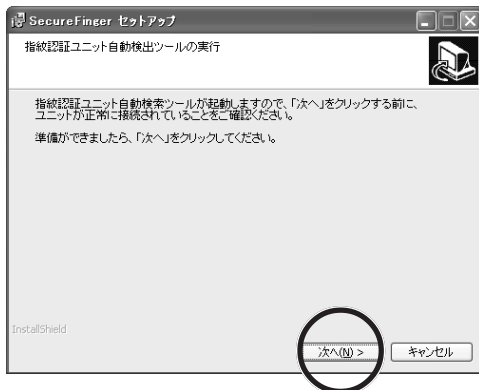 SecureFinger セットアップ
指紋認証ユニット自動検出ツールの実行
指紋認証ユニット自動検索ツールが起動しますので、「次へ」をクリックする前に、
ユニットが正常に接続されていることをご確認ください。
準備ができましたら、「次へ」をクリックしてください。
InstallShield
次へ(N) > キャンセル